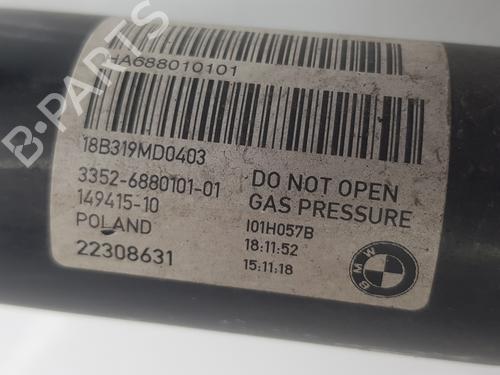 HA688010101
18B319MD0403
3352-6880101-01
149415-10
POLAND
22308631
DO NOT OPEN
GAS PRESSURE
I01H057B
18:11:52
15:11:18
BMW
B-PARTS